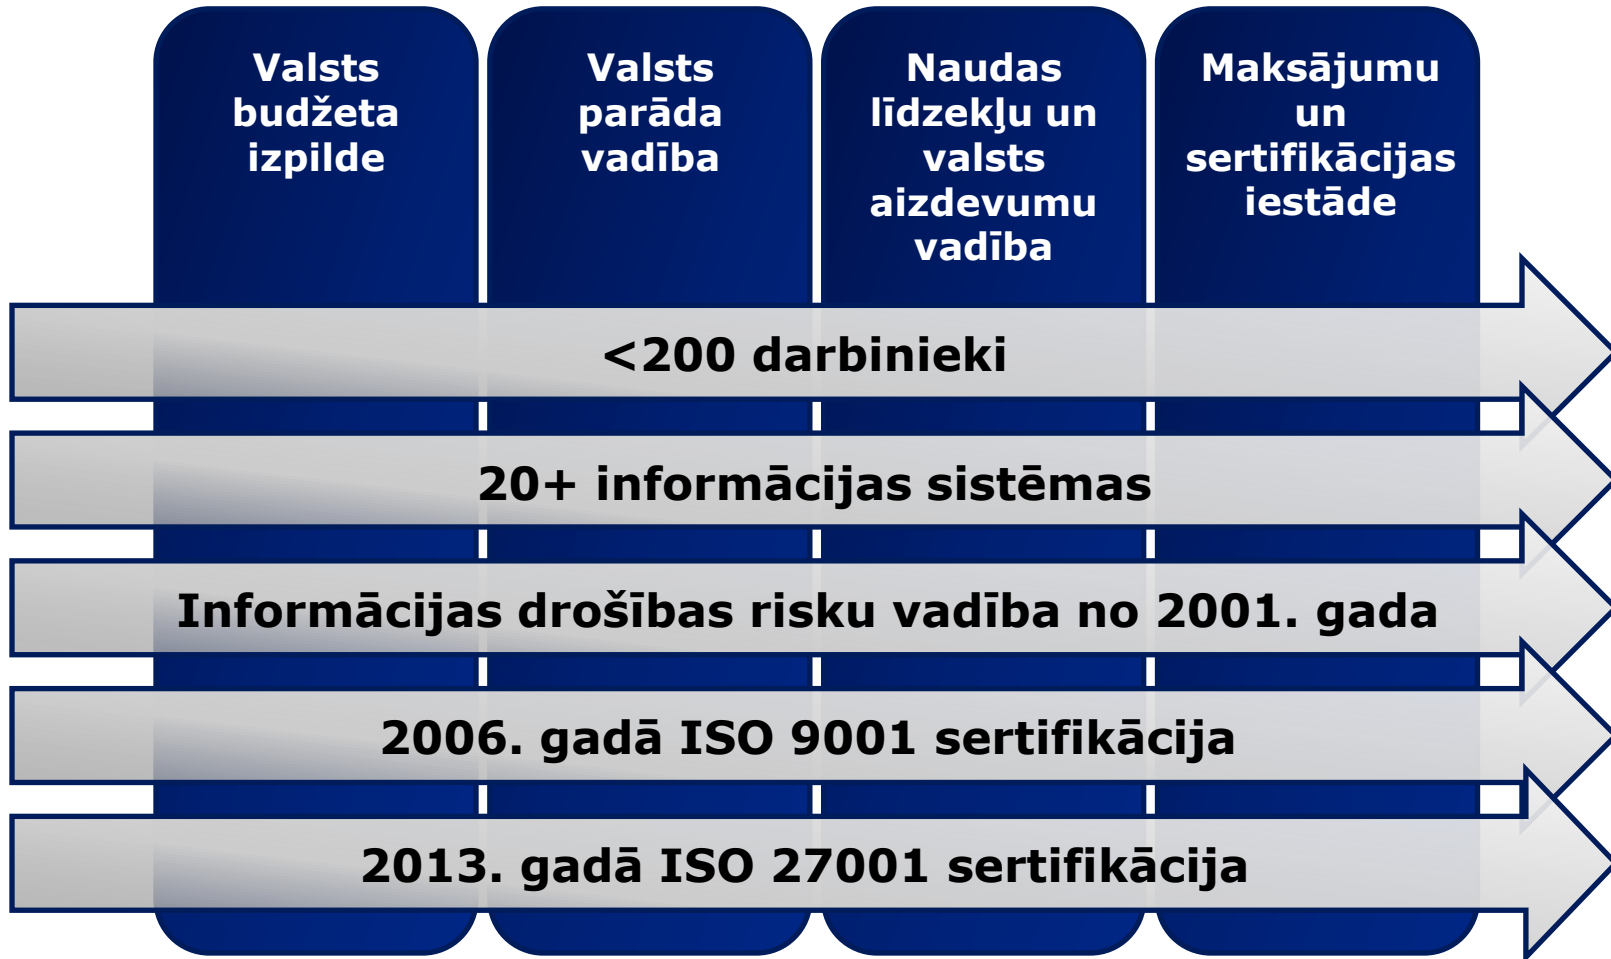 Valsts
budžeta
izpilde
Valsts
parāda
vadība
Naudas
līdzekļu un
valsts
aizdevumu
vadība
Maksājumu
un
sertifikācijas
iestāde
<200 darbinieki
20+ informācijas sistēmas
Informācijas drošības risku vadība no 2001. gada
2006. gadā ISO 9001 sertifikācija
2013. gadā ISO 27001 sertifikācija